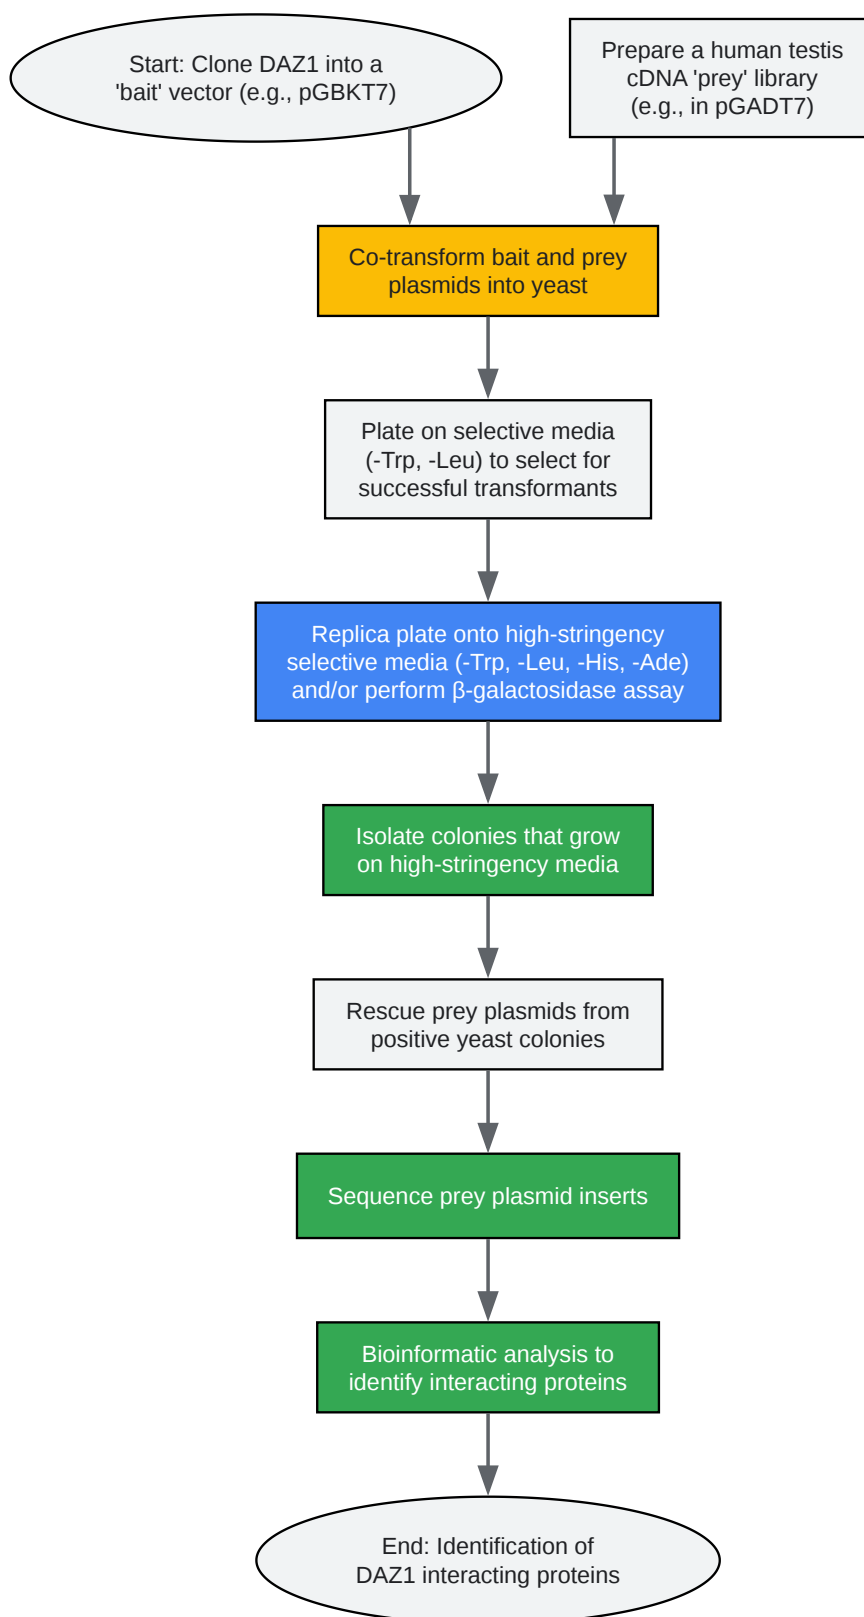 Start: Clone DAZ1 into a
'bait' vector (e.g., pGBKT7)
Prepare a human testis
cDNA 'prey' library
(e.g., in pGADT7)
Co-transform bait and prey
plasmids into yeast
Plate on selective media
(-Trp, -Leu) to select for
successful transformants
Replica plate onto high-stringency
selective media (-Trp, -Leu, -His, -Ade)
and/or perform β-galactosidase assay
Isolate colonies that grow
on high-stringency media
Rescue prey plasmids from
positive yeast colonies
Sequence prey plasmid inserts
Bioinformatic analysis to
identify interacting proteins
End: Identification of
DAZ1 interacting proteins